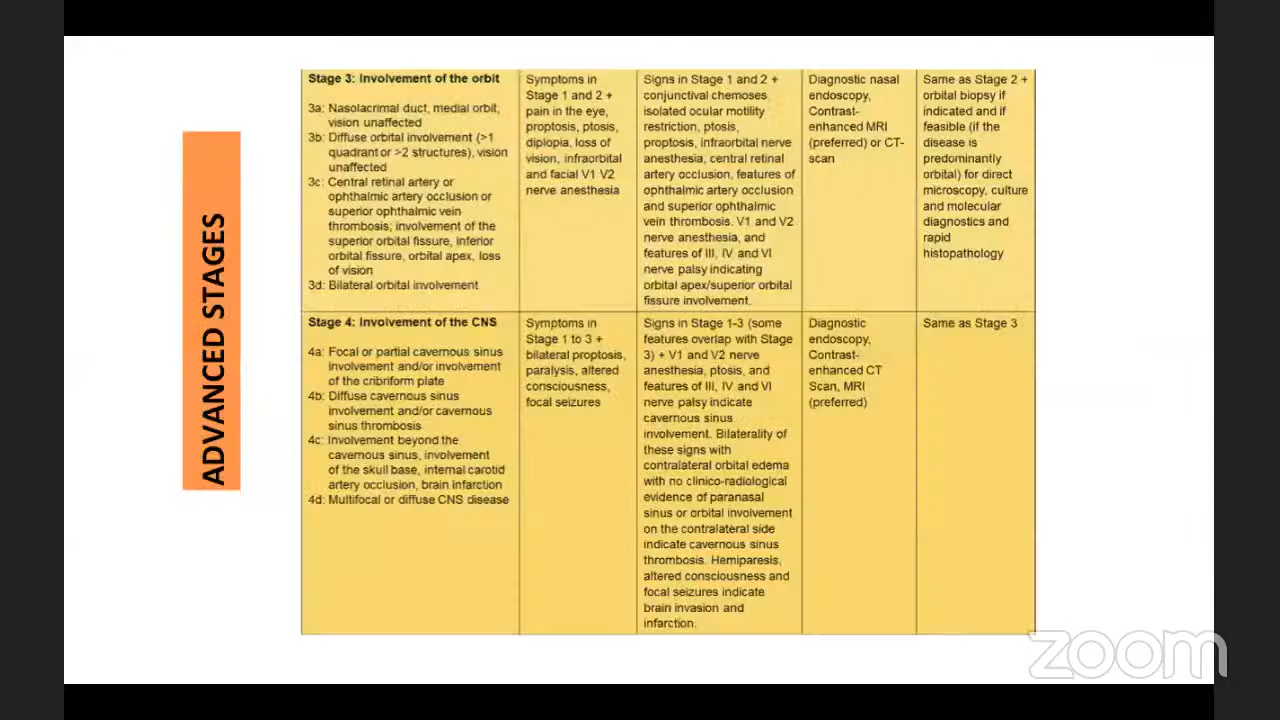 ADVANCED STAGES
Stage 3: Involvement of the orbit
3a: Nasolacrimal duct, medial orbit,
vision unaffected
3b: Diffuse orbital involvement (>1
quadrant or >2 structures), vision
unaffected
3c: Central retinal artery or
ophthalmic artery occlusion or
superior ophthalmic vein
thrombosis; involvement of the
superior orbital fissure, inferior
orbital fissure, orbital apex, loss
of vision
3d: Bilateral orbital involvement
Symptoms in
Stage 1 and 2 +
pain in the eye,
proptosis, ptosis,
diplopia, loss of
vision, infraorbital
and facial V1 V2
nerve anesthesia
Signs in Stage 1 and 2 +
conjunctival chemoses
isolated ocular motility
restriction, ptosis,
proptosis, infraorbital nerve
anesthesia, central retinal
artery occlusion, features of
ophthalmic artery occlusion
and superior ophthalmic
vein thrombosis. V1 and V2
nerve anesthesia, and
features of III, IV and VI
nerve palsy indicating
orbital apex/superior orbital
fissure involvement.
Diagnostic nasal
endoscopy,
Contrast-
enhanced MRI
(preferred) or CT-
scan
Same as Stage 2 +
orbital biopsy if
indicated and if
feasible (if the
disease is
predominantly
orbital) for direct
microscopy, culture
and molecular
diagnostics and
rapid
histopathology
Stage 4: Involvement of the CNS
4a: Focal or partial cavernous sinus
involvement and/or involvement
of the cribriform plate
4b: Diffuse cavernous sinus
involvement and/or cavernous
sinus thrombosis
4c: Involvement beyond the
cavernous sinus, involvement
of the skull base, internal carotid
artery occlusion, brain infarction
4d: Multifocal or diffuse CNS disease
Symptoms in
Stage 1 to 3 +
bilateral proptosis,
paralysis, altered
consciousness,
focal seizures
Signs in Stage 1-3 (some
features overlap with Stage
3) + V1 and V2 nerve
anesthesia, ptosis, and
features of III, IV and VI
nerve palsy indicate
cavernous sinus
involvement. Bilaterality of
these signs with
contralateral orbital edema
with no clinico-radiological
evidence of paranasal
sinus or orbital involvement
on the contralateral side
indicate cavernous sinus
thrombosis. Hemiparesis,
altered consciousness and
focal seizures indicate
brain invasion and
infarction.
Diagnostic
endoscopy,
Contrast-
enhanced CT
Scan, MRI
(preferred)
Same as Stage 3
zoom